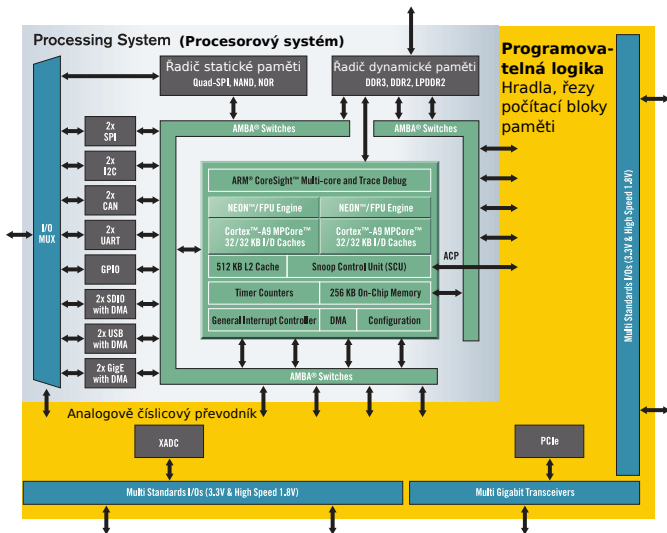 Processing System (Procesorový systém)
Programova-
telná logika
Hradla, řezy
počítací bloky
paměti
Řadič statické paměti
Quad-SPI, NAND, NOR
Řadič dynamické paměti
DDR3, DDR2, LPDDR2
AMBA® Switches
AMBA® Switches
2x
SPI
2x
I2C
2x
CAN
2x
UART
GPIO
2x SDIO
with DMA
2x USB
with DMA
2x GigE
with DMA
I/O
MUX
ARM® CoreSight™ Multi-core and Trace Debug
NEON™/FPU Engine
NEON™/FPU Engine
Cortex™-A9 MPCore™
32/32 KB I/D Caches
Cortex™-A9 MPCore™
32/32 KB I/D Caches
512 KB L2 Cache
Snoop Control Unit (SCU)
Timer Counters
256 KB On-Chip Memory
General Interrupt Controller
DMA
Configuration
ACP
AMBA® Switches
Multi Standards I/Os (3.3V & High Speed 1.8V)
Analogově číslicový převodník
XADC
PCIe
Multi Standards I/Os (3.3V & High Speed 1.8V)
Multi Gigabit Transceivers